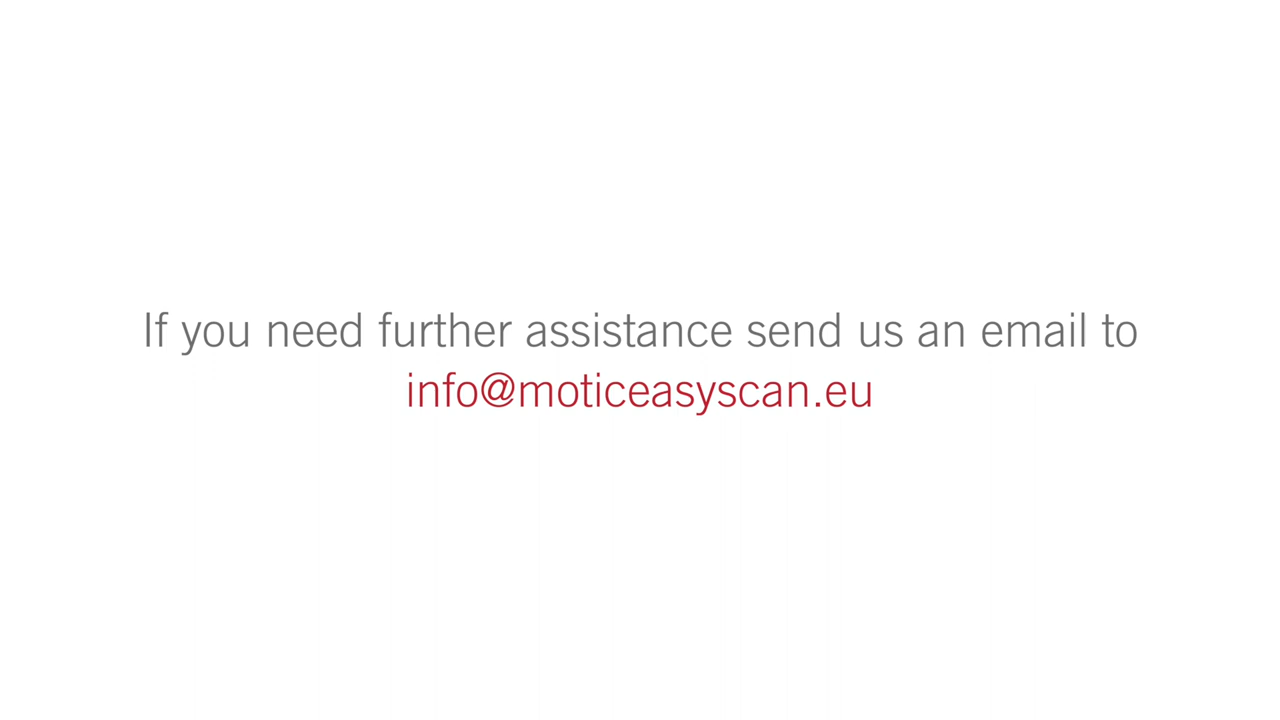 If you need further assistance send us an email to
info@moticeasyscan.eu